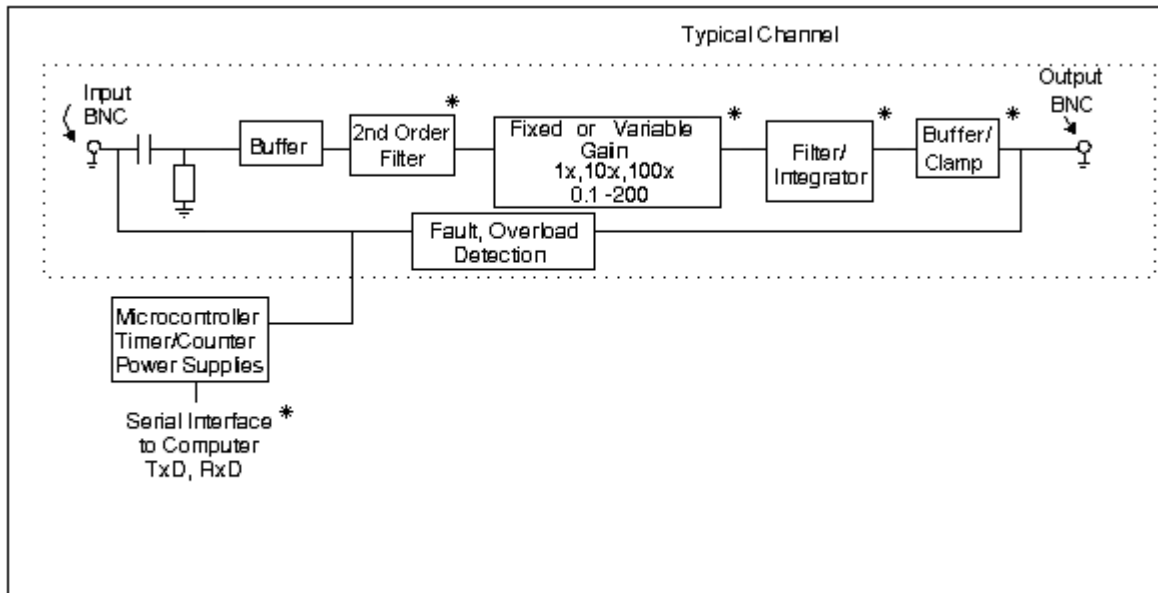 Typical Channel
Input
BNC
Output
BNC
Buffer
2nd Order
Filter
*
Fixed or Variable
Gain
1x,10x,100x
0.1 -200
*
Filter/
Integrator
*
Buffer/
Clamp
*
Fault, Overload
Detection
Microcontroller
Timer/Counter
Power Supplies
Serial Interface *
to Computer
TxD, RxD